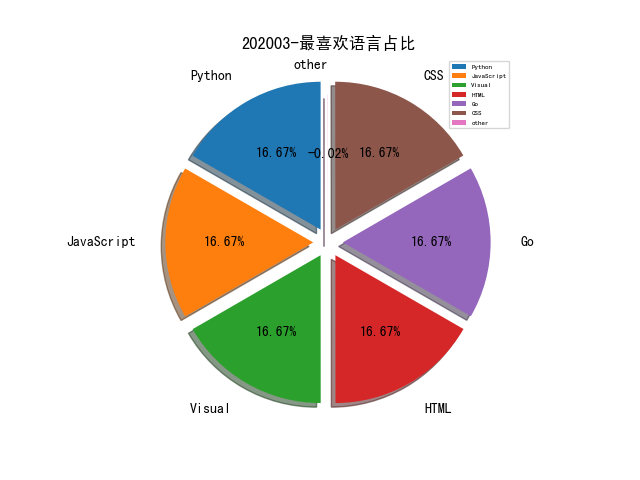 202003-最喜欢语言占比
other
Python
CSS
Python
JavaScript
Visual
HTML
Go
CSS
other
16.67%
-0.02%
16.67%
JavaScript
16.67%
16.67%
Go
16.67%
16.67%
Visual
HTML